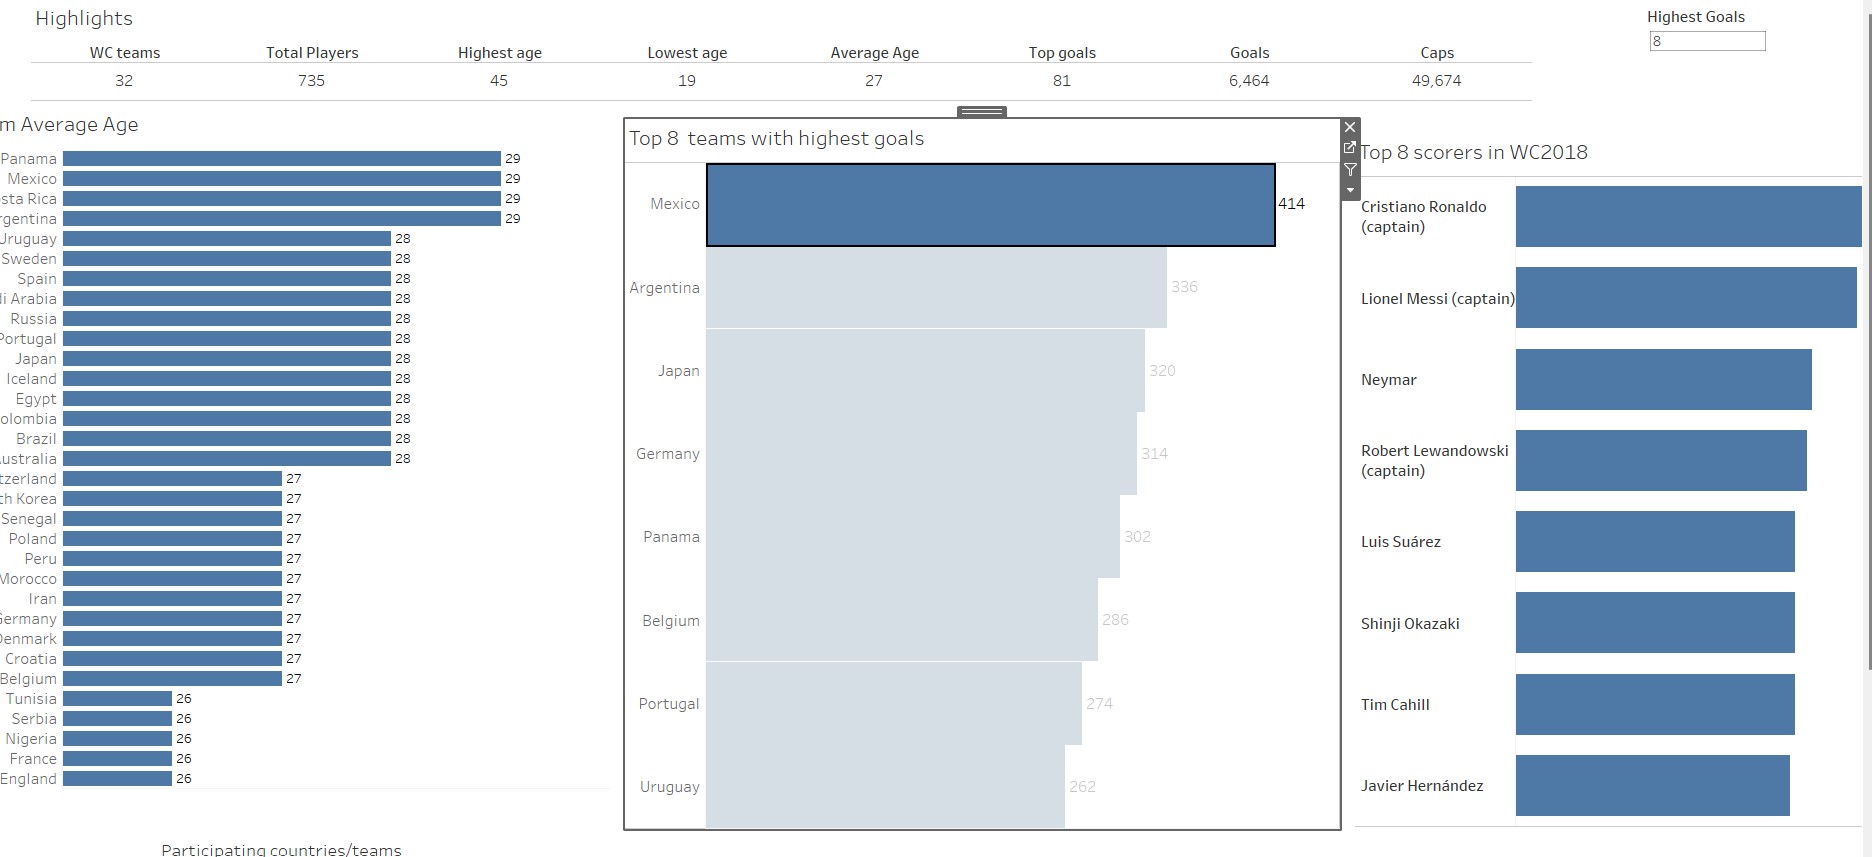 Highlights
Highest Goals
8
WC teams Total Players Highest age Lowest age Average Age Top goals Goals Caps
32 735 45 19 27 81 6,464 49,674
m Average Age
Panama 29
Mexico 29
sta Rica 29
rgentina 29
Uruguay 28
Sweden 28
Spain 28
di Arabia 28
Russia 28
Portugal 28
Japan 28
Iceland 28
Egypt 28
olombia 28
Brazil 28
ustralia 28
tzerland 27
th Korea 27
Senegal 27
Poland 27
Peru 27
Morocco 27
Iran 27
Germany 27
Denmark 27
Croatia 27
Belgium 27
Tunisia 26
Serbia 26
Nigeria 26
France 26
England 26
Top 8 teams with highest goals
Mexico 414
Argentina 336
Japan 320
Germany 314
Panama 302
Belgium 286
Portugal 274
Uruguay 262
Top 8 scorers in WC2018
Cristiano Ronaldo
(captain)
Lionel Messi (captain)
Neymar
Robert Lewandowski
(captain)
Luis Suárez
Shinji Okazaki
Tim Cahill
Javier Hernández
Participating countries/teams